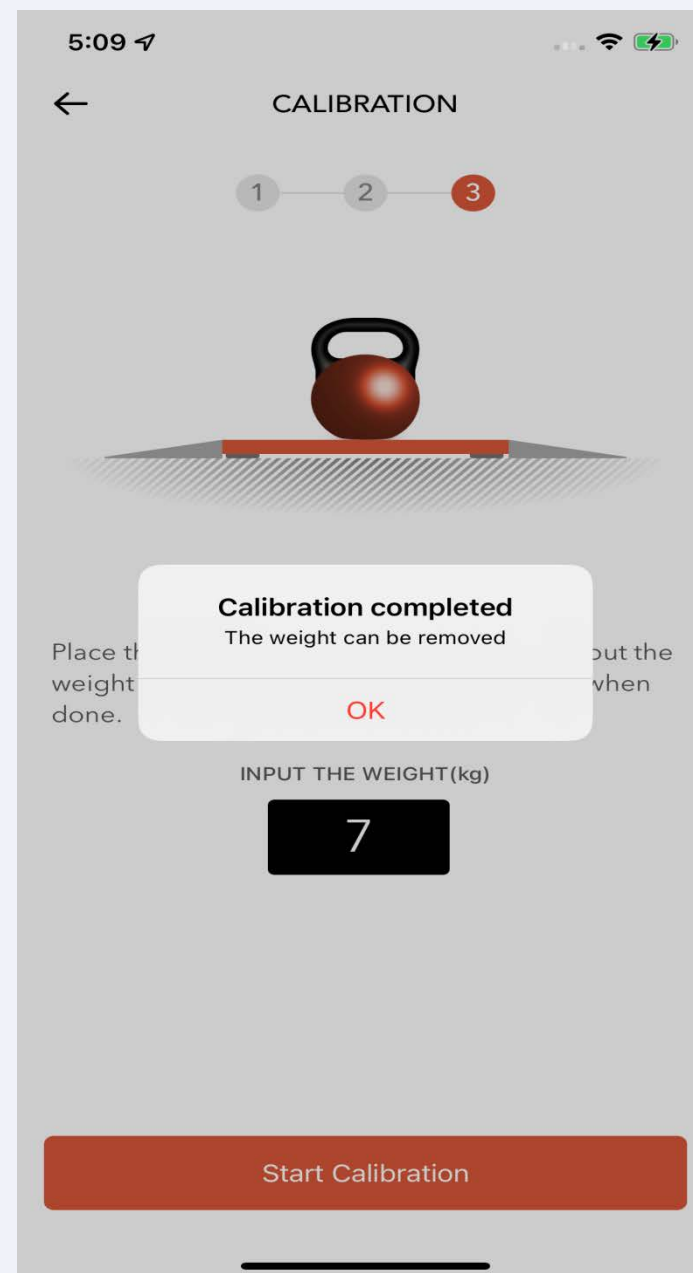 5:09
CALIBRATION
1 2 3
Calibration completed
The weight can be removed
Place out the
weight when
done.
OK
INPUT THE WEIGHT(kg)
7
Start Calibration